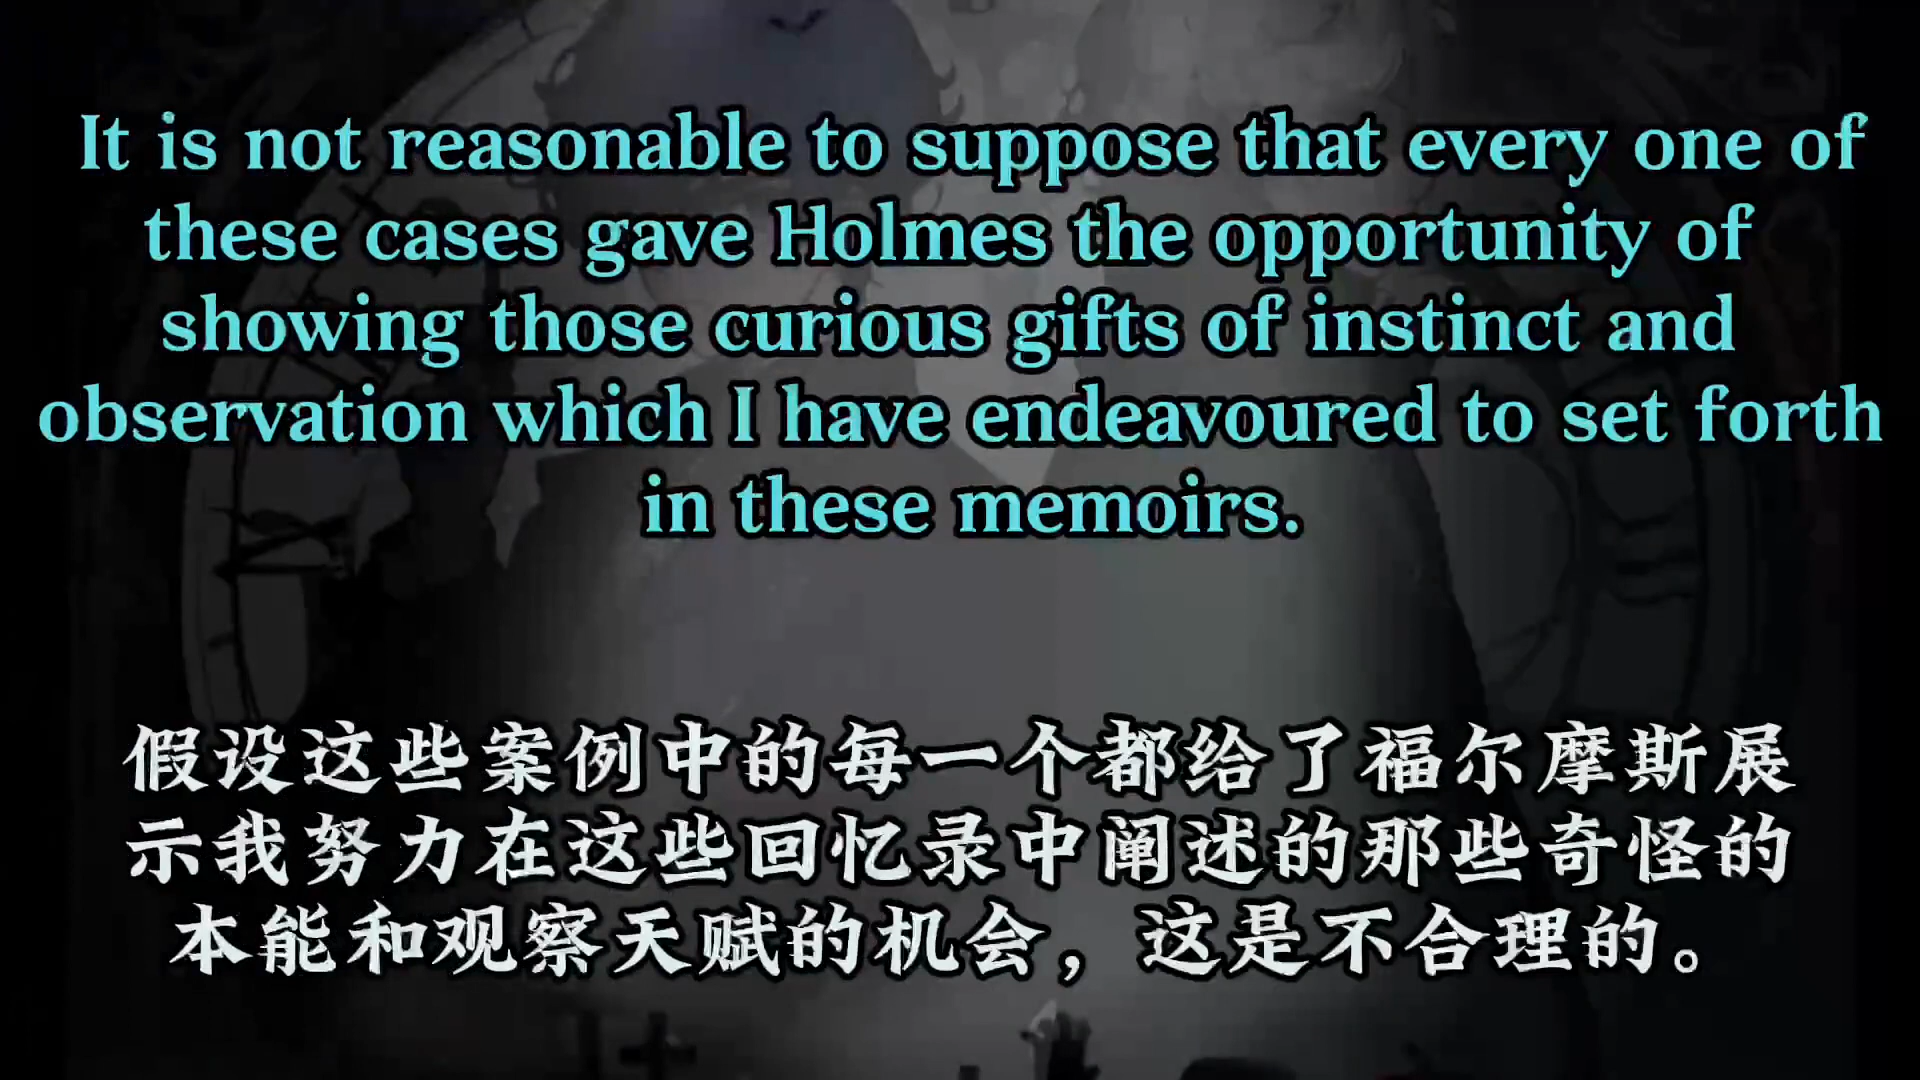 It is not reasonable to suppose that every one of
these cases gave Holmes the opportunity of
showing those curious gifts of instinct and
observation which I have endeavoured to set forth
in these memoirs.
假设这些案例中的每一个都给了福尔摩斯展
示我努力在这些回忆录中阐述的那些奇怪的
本能和观察天赋的机会，这是不合理的。